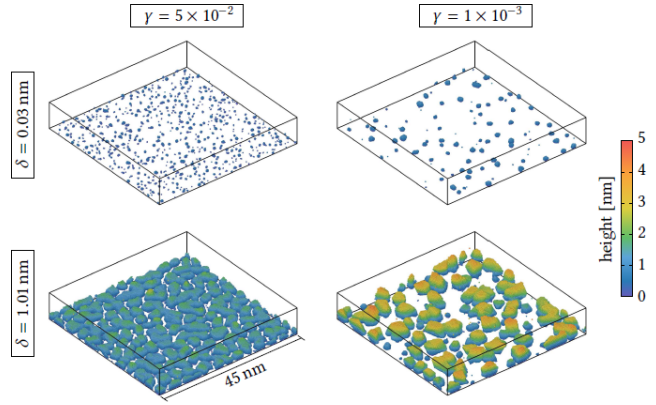 γ = 5 × 10⁻²
γ = 1 × 10⁻³
δ = 0.03 nm
δ = 1.01 nm
45 nm
height [nm]
5
4
3
2
1
0